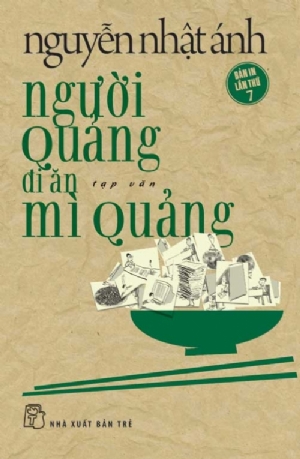 nguyễn nhật ánh
BẢN IN
LẦN THỨ
7
người
Quảng
đi ăn
tạp văn
mì Quảng
NHÀ XUẤT BẢN TRẺ